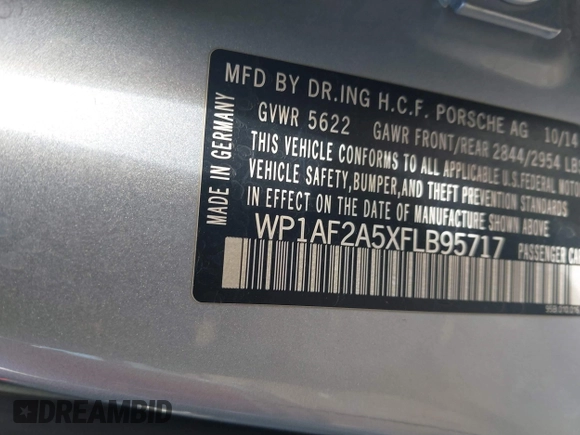 MFD BY DR.ING H.C.F. PORSCHE AG 10/14
GVWR 5622 GAWR FRONT/REAR 2844/2954 LBS
THIS VEHICLE CONFORMS TO ALL APPLICABLE U.S.FEDERAL MOTOR
VEHICLE SAFETY,BUMPER,AND THEFT PREVENTION STANDARDS
IN EFFECT ON THE DATE OF MANUFACTURE SHOWN ABOVE.
WP1AF2A5XFLB95717 PASSENGER CAR
MADE IN GERMANY
DREAMBID